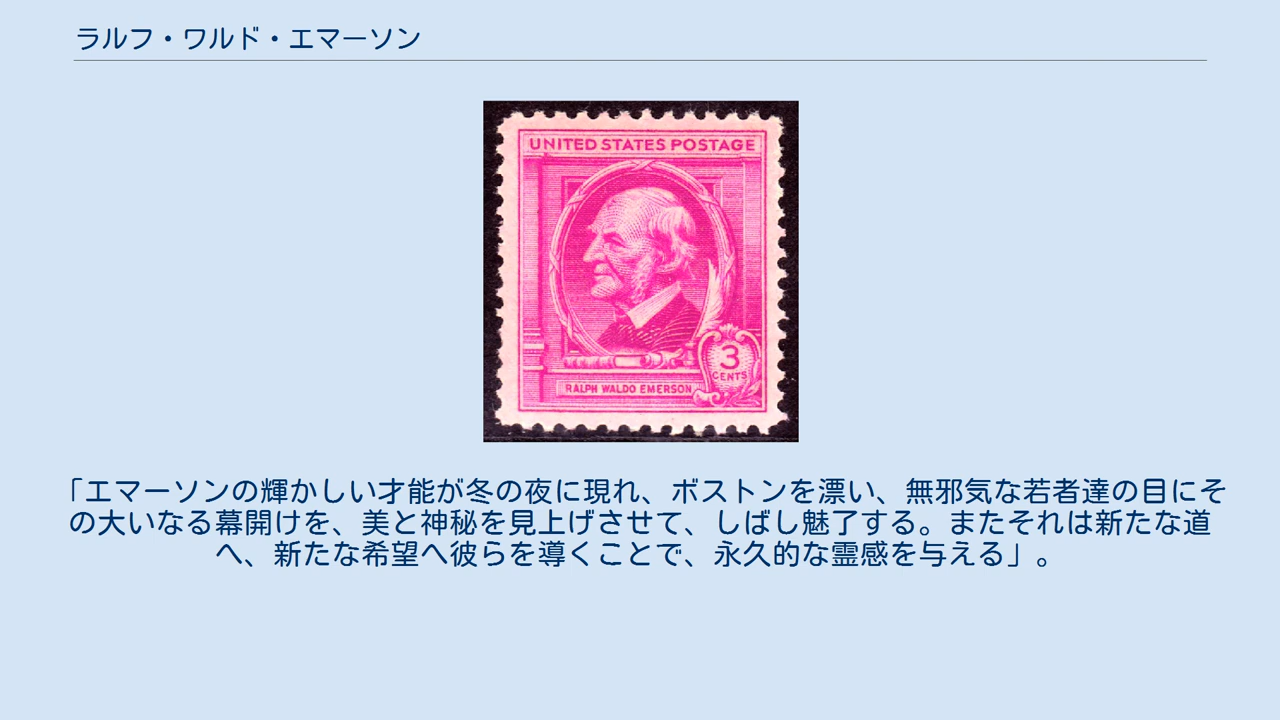 ラルフ・ワルド・エマーソン
UNITED STATES POSTAGE
3
CENTS
RALPH WALDO EMERSON
「エマーソンの輝かしい才能が冬の夜に現れ、ボストンを漂い、無邪気な若者達の目にそ
の大いなる幕開けを、美と神秘を見上げさせて、しばし魅了する。またそれは新たな道
へ、新たな希望へ彼らを導くことで、永久的な霊感を与える」。